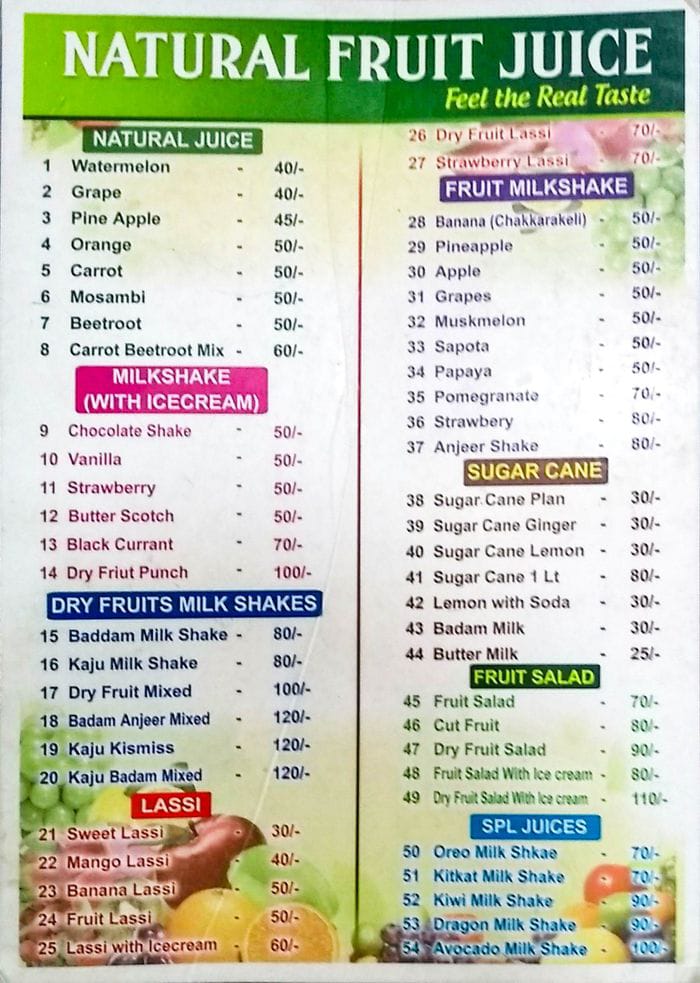 NATURAL FRUIT JUICE
Feel the Real Taste
NATURAL JUICE
1 Watermelon - 40/-
2 Grape - 40/-
3 Pine Apple - 45/-
4 Orange - 50/-
5 Carrot - 50/-
6 Mosambi - 50/-
7 Beetroot - 50/-
8 Carrot Beetroot Mix - 60/-
MILKSHAKE
(WITH ICECREAM)
9 Chocolate Shake - 50/-
10 Vanilla - 50/-
11 Strawberry - 50/-
12 Butter Scotch - 50/-
13 Black Currant - 70/-
14 Dry Friut Punch - 100/-
DRY FRUITS MILK SHAKES
15 Baddam Milk Shake - 80/-
16 Kaju Milk Shake - 80/-
17 Dry Fruit Mixed - 100/-
18 Badam Anjeer Mixed - 120/-
19 Kaju Kismiss - 120/-
20 Kaju Badam Mixed - 120/-
LASSI
21 Sweet Lassi - 30/-
22 Mango Lassi - 40/-
23 Banana Lassi - 50/-
24 Fruit Lassi - 50/-
25 Lassi with Icecream - 60/-
26 Dry Fruit Lassi - 70/-
27 Strawberry Lassi - 70/-
FRUIT MILKSHAKE
28 Banana (Chakkarakeli) - 50/-
29 Pineapple - 50/-
30 Apple - 50/-
31 Grapes - 50/-
32 Muskmelon - 50/-
33 Sapota - 50/-
34 Papaya - 50/-
35 Pomegranate - 70/-
36 Strawbery - 80/-
37 Anjeer Shake - 80/-
SUGAR CANE
38 Sugar Cane Plan - 30/-
39 Sugar Cane Ginger - 30/-
40 Sugar Cane Lemon - 30/-
41 Sugar Cane 1 Lt - 80/-
42 Lemon with Soda - 30/-
43 Badam Milk - 30/-
44 Butter Milk - 25/-
FRUIT SALAD
45 Fruit Salad - 70/-
46 Cut Fruit - 80/-
47 Dry Fruit Salad - 90/-
48 Fruit Salad With Ice cream - 80/-
49 Dry Fruit Salad With Ice cream - 110/-
SPL JUICES
50 Oreo Milk Shkae - 70/-
51 Kitkat Milk Shake - 70/-
52 Kiwi Milk Shake - 90/-
53 Dragon Milk Shake - 90/-
54 Avocado Milk Shake - 100/-